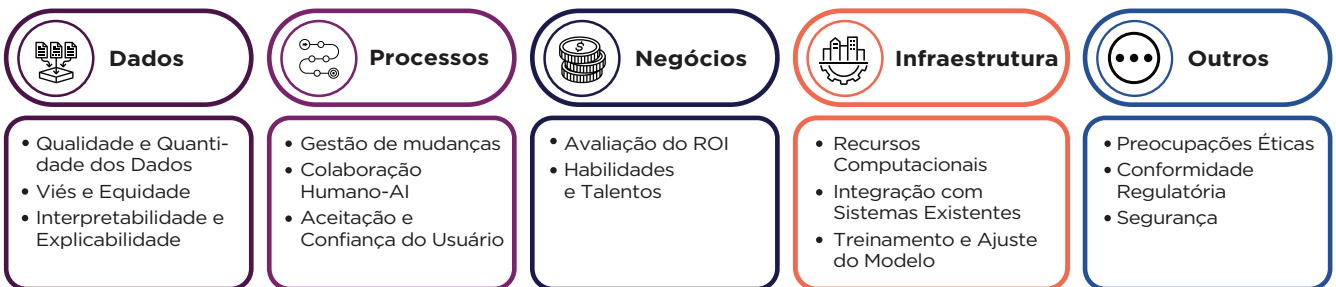 Dados
Processos
Negócios
Infraestrutura
Outros
• Qualidade e Quanti-
dade dos Dados
• Viés e Equidade
• Interpretabilidade e
Explicabilidade
• Gestão de mudanças
• Colaboração
Humano-AI
• Aceitação e
Confiança do Usuário
• Avaliação do ROI
• Habilidades
e Talentos
• Recursos
Computacionais
• Integração com
Sistemas Existentes
• Treinamento e Ajuste
do Modelo
• Preocupações Éticas
• Conformidade
Regulatória
• Segurança